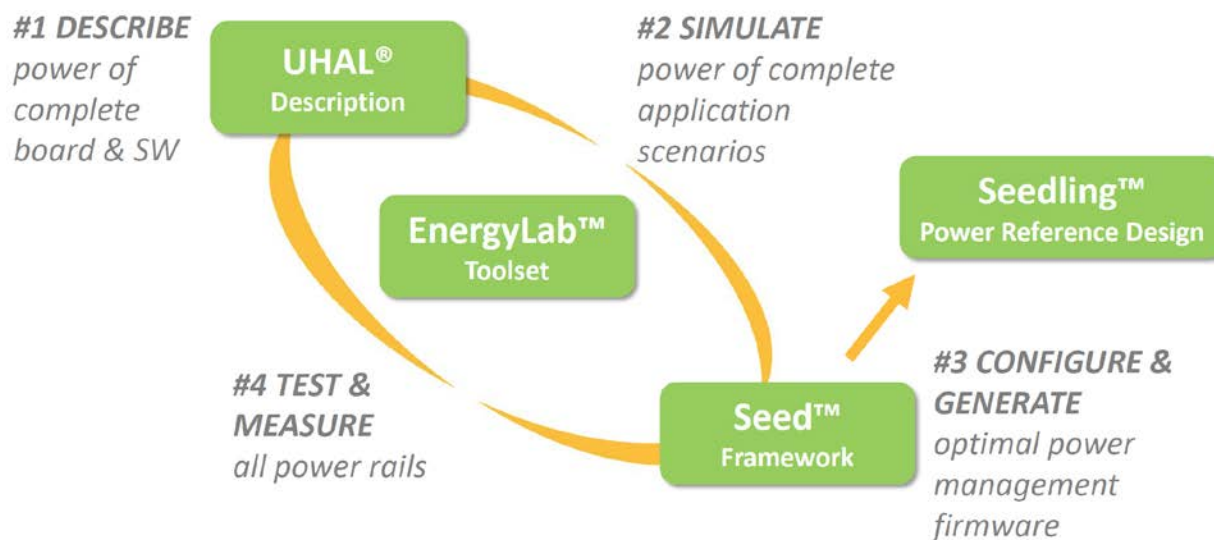 #1 DESCRIBE
power of
complete
board & SW
UHAL®
Description
#2 SIMULATE
power of complete
application
scenarios
EnergyLab™
Toolset
Seedling™
Power Reference Design
#4 TEST &
MEASURE
all power rails
Seed™
Framework
#3 CONFIGURE &
GENERATE
optimal power
management
firmware